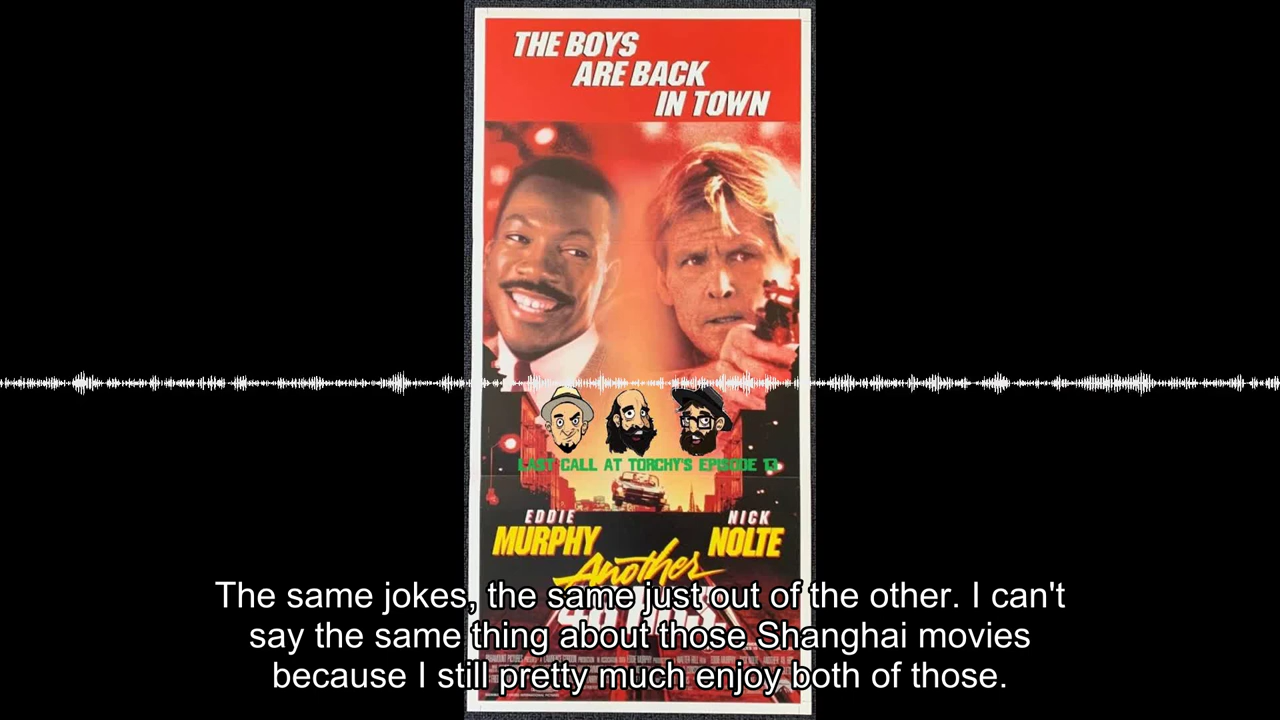 THE BOYS
ARE BACK
IN TOWN
LAST CALL AT TORCHY'S EPISODE 13
EDDIE
MURPHY
NICK
NOLTE
Another
The same jokes, the same just out of the other. I can't
say the same thing about those Shanghai movies
because I still pretty much enjoy both of those.